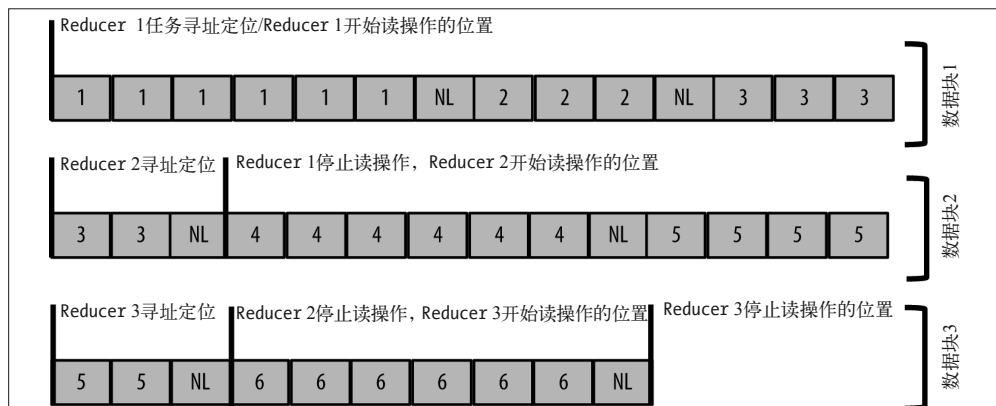 Reducer 1任务寻址定位/Reducer 1开始读操作的位置
1 1 1 1 1 1 NL 2 2 2 NL 3 3 3
数据块1
Reducer 2寻址定位 Reducer 1停止读操作，Reducer 2开始读操作的位置
3 3 NL 4 4 4 4 4 4 NL 5 5 5 5
数据块2
Reducer 3寻址定位 Reducer 2停止读操作，Reducer 3开始读操作的位置 Reducer 3停止读操作的位置
5 5 NL 6 6 6 6 6 6 NL
数据块3